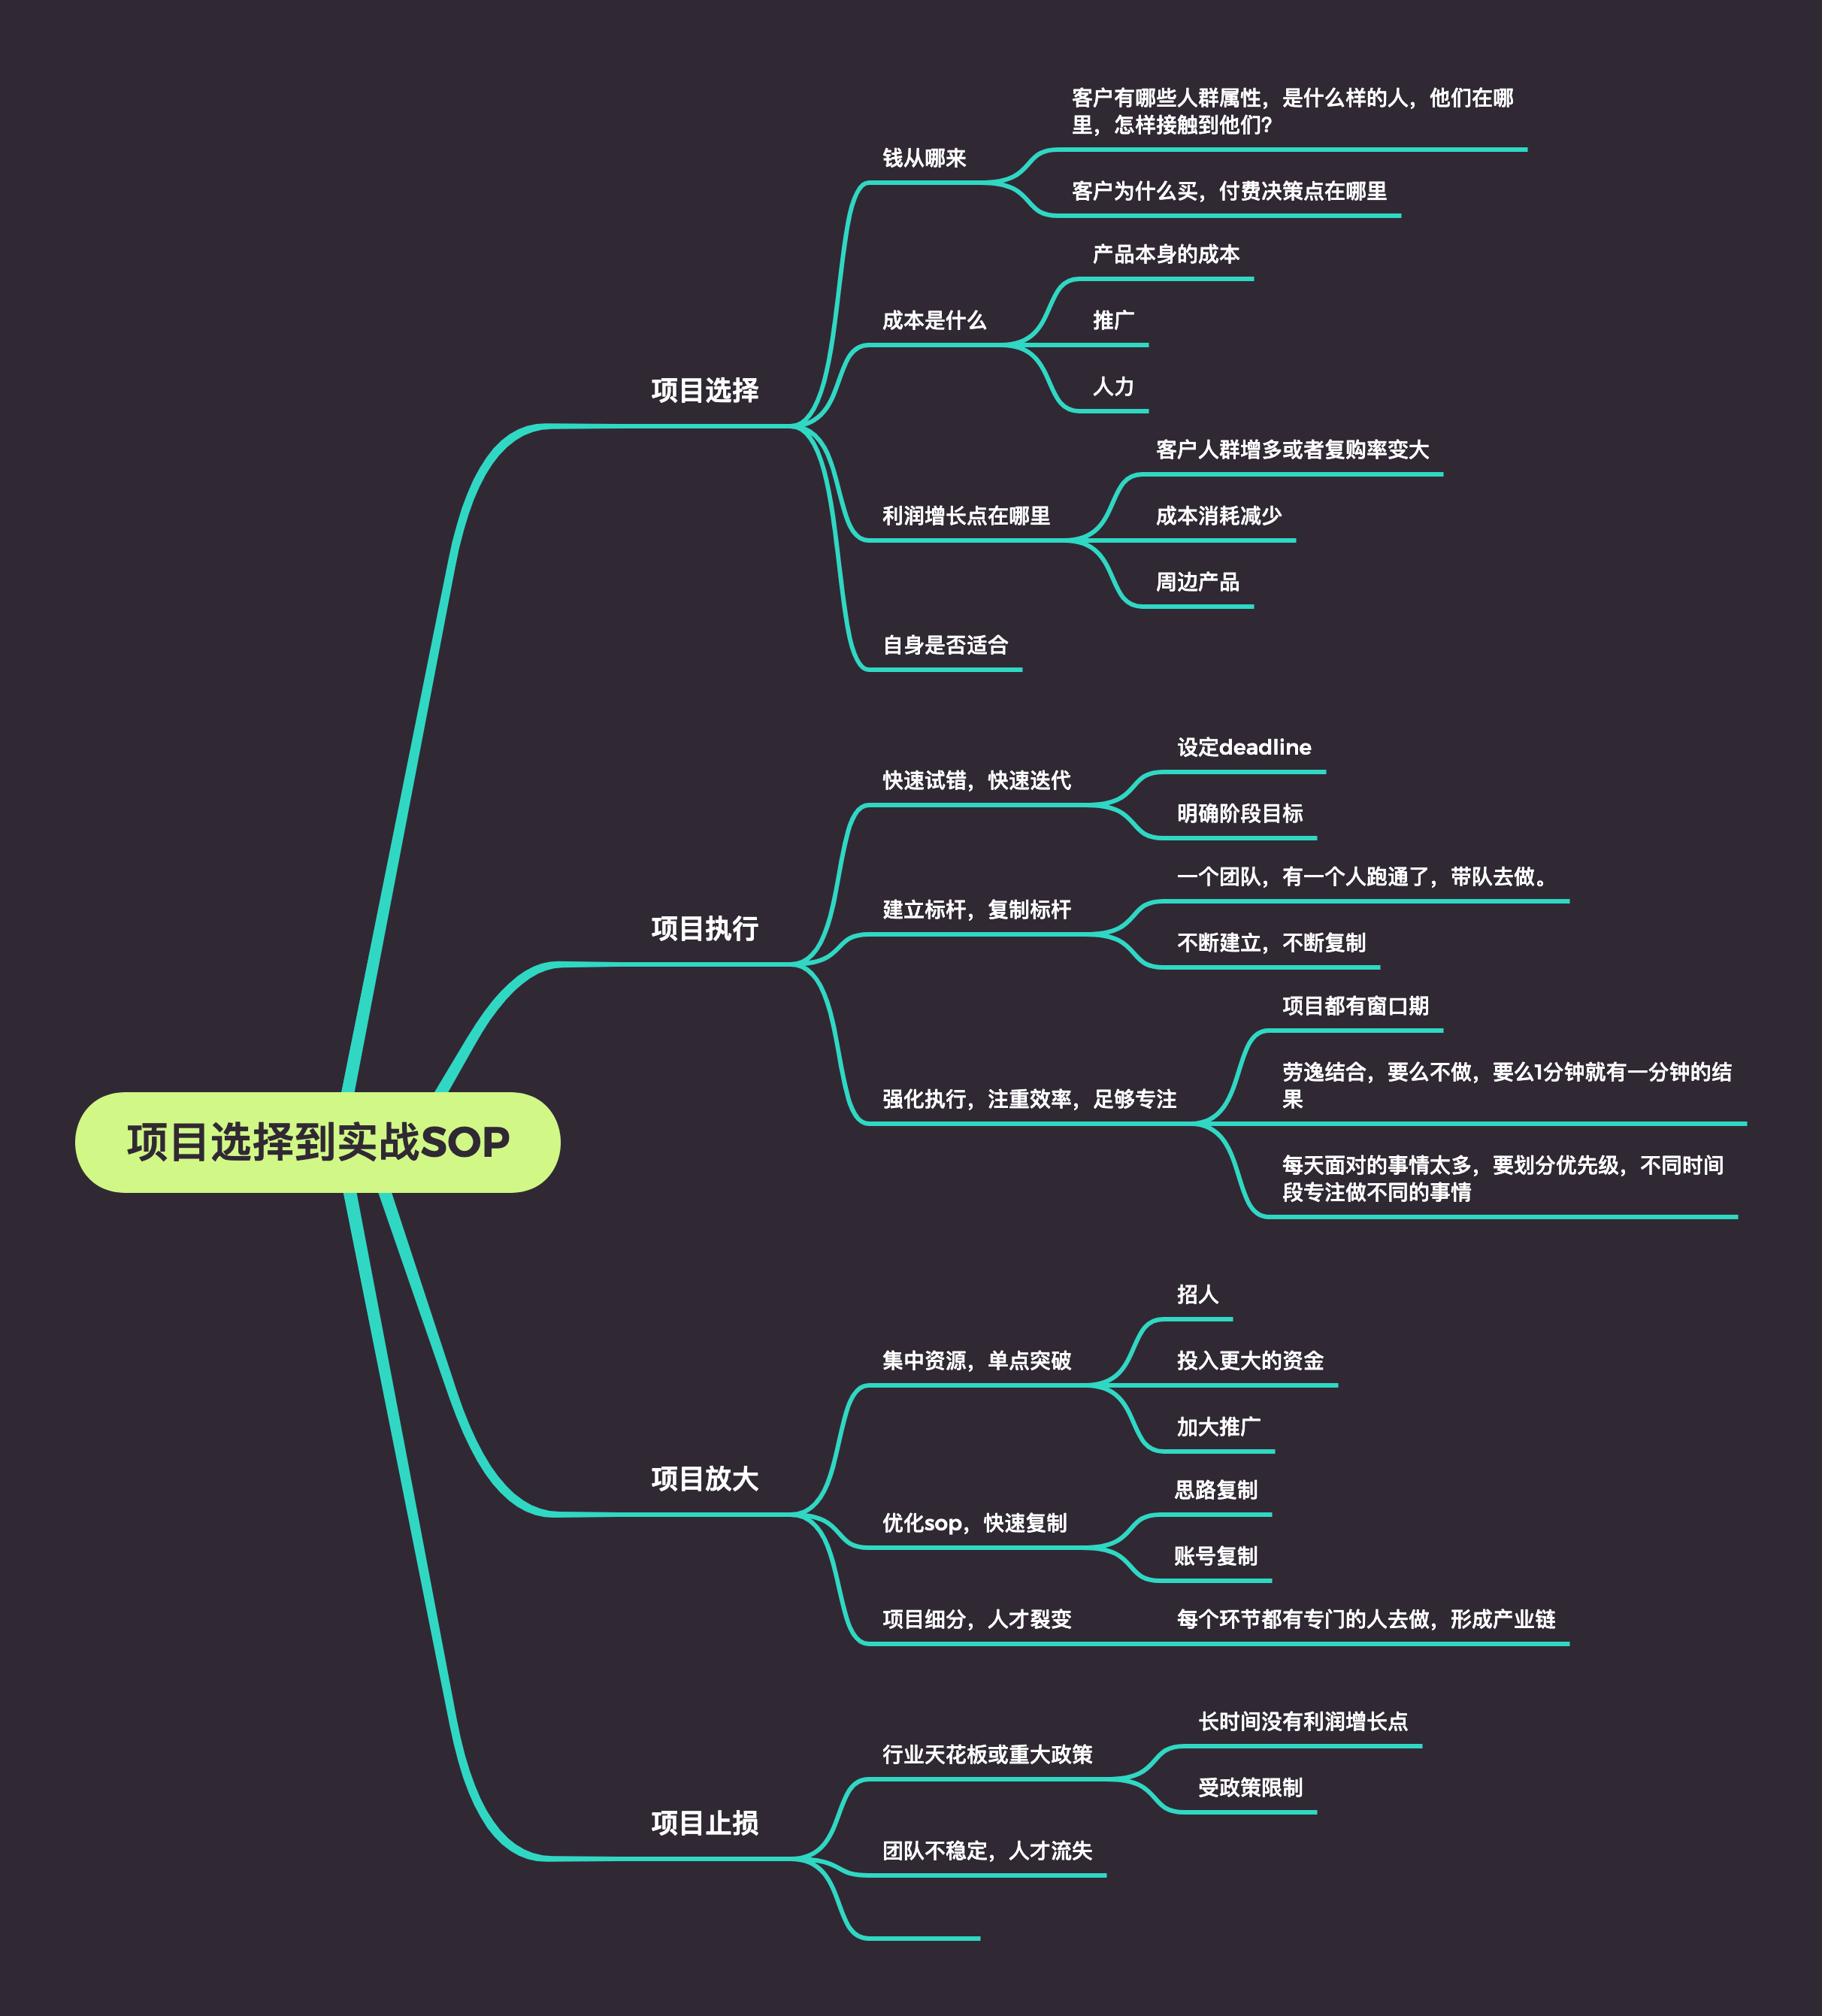 项目选择到实战SOP
项目选择
钱从哪来
客户有哪些人群属性，是什么样的人，他们在哪
里，怎样接触到他们？
客户为什么买，付费决策点在哪里
成本是什么
产品本身的成本
推广
人力
利润增长点在哪里
客户人群增多或者复购率变大
成本消耗减少
周边产品
自身是否适合
项目执行
快速试错，快速迭代
设定deadline
明确阶段目标
建立标杆，复制标杆
一个团队，有一个人跑通了，带队去做。
不断建立，不断复制
强化执行，注重效率，足够专注
项目都有窗口期
劳逸结合，要么不做，要么1分钟就有一分钟的结
果
每天面对的事情太多，要划分优先级，不同时间
段专注做不同的事情
项目放大
集中资源，单点突破
招人
投入更大的资金
加大推广
优化sop，快速复制
思路复制
账号复制
项目细分，人才裂变
每个环节都有专门的人去做，形成产业链
项目止损
行业天花板或重大政策
长时间没有利润增长点
受政策限制
团队不稳定，人才流失